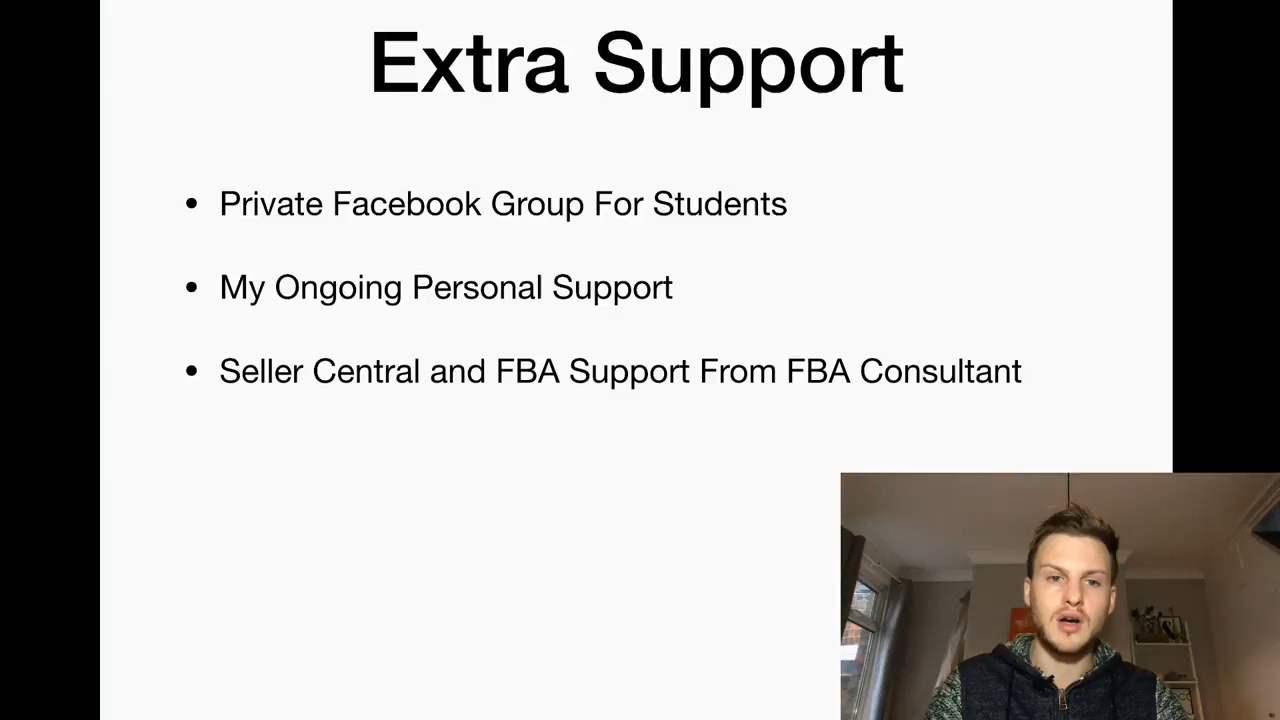 Extra Support
• Private Facebook Group For Students
• My Ongoing Personal Support
• Seller Central and FBA Support From FBA Consultant